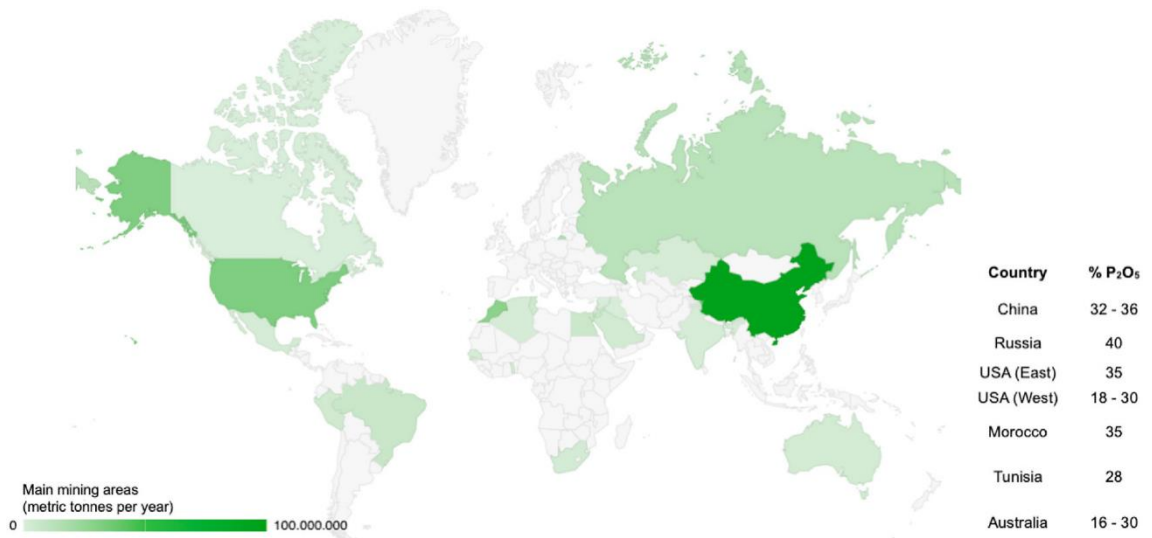 Country % P₂O₅
China 32 - 36
Russia 40
USA (East) 35
USA (West) 18 - 30
Morocco 35
Tunisia 28
Australia 16 - 30
Main mining areas
(metric tonnes per year)
0 100.000.000